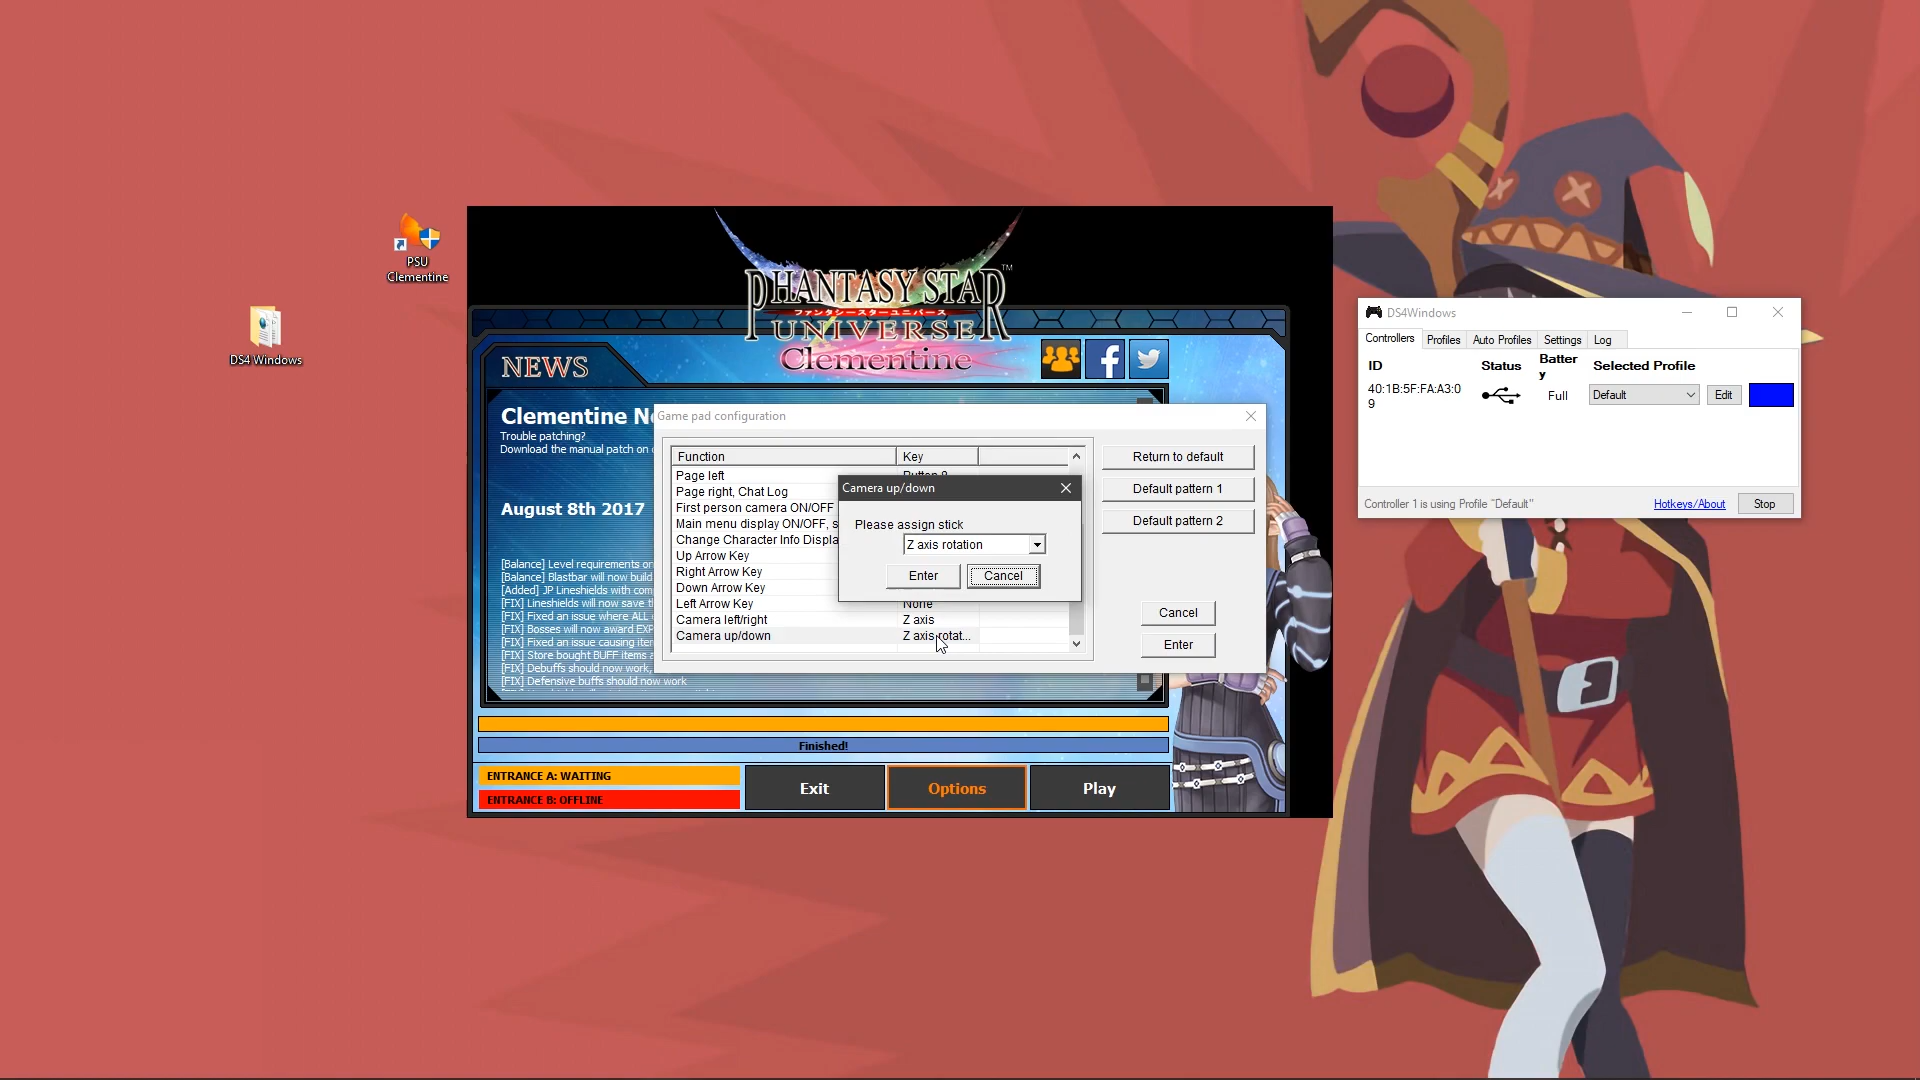 PSU
Clementine
DS4 Windows
PHANTASY STAR
TM
ファンタシースターユニバース
UNIVERSE
Clementine
NEWS
Clementine Ne
Trouble patching?
Download the manual patch on
August 8th 2017
[Balance] Level requirements on
[Balance] Blastbar will now build
[Added] JP Lineshields with com
[FIX] Lineshields will now save th
[FIX] Fixed an issue where ALL
[FIX] Bosses will now award EXP
[FIX] Fixed an issue causing item
[FIX] Store bought BUFF items a
[FIX] Debuffs should now work,
[FIX] Defensive buffs should now work
Game pad configuration
Function Key
Page left Button 9
Page right, Chat Log
First person camera ON/OFF
Main menu display ON/OFF, s
Change Character Info Displa
Up Arrow Key
Right Arrow Key
Down Arrow Key
Left Arrow Key None
Camera left/right Z axis
Camera up/down Z axis rotat...
Return to default
Default pattern 1
Default pattern 2
Cancel
Enter
Camera up/down
Please assign stick
Z axis rotation
Enter Cancel
Finished!
ENTRANCE A: WAITING
ENTRANCE B: OFFLINE
Exit Options Play
DS4Windows
Controllers Profiles Auto Profiles Settings Log
ID Status Batter
y Selected Profile
40:1B:5F:FA:A3:0
9 Full Default Edit
Controller 1 is using Profile "Default" Hotkeys/About Stop